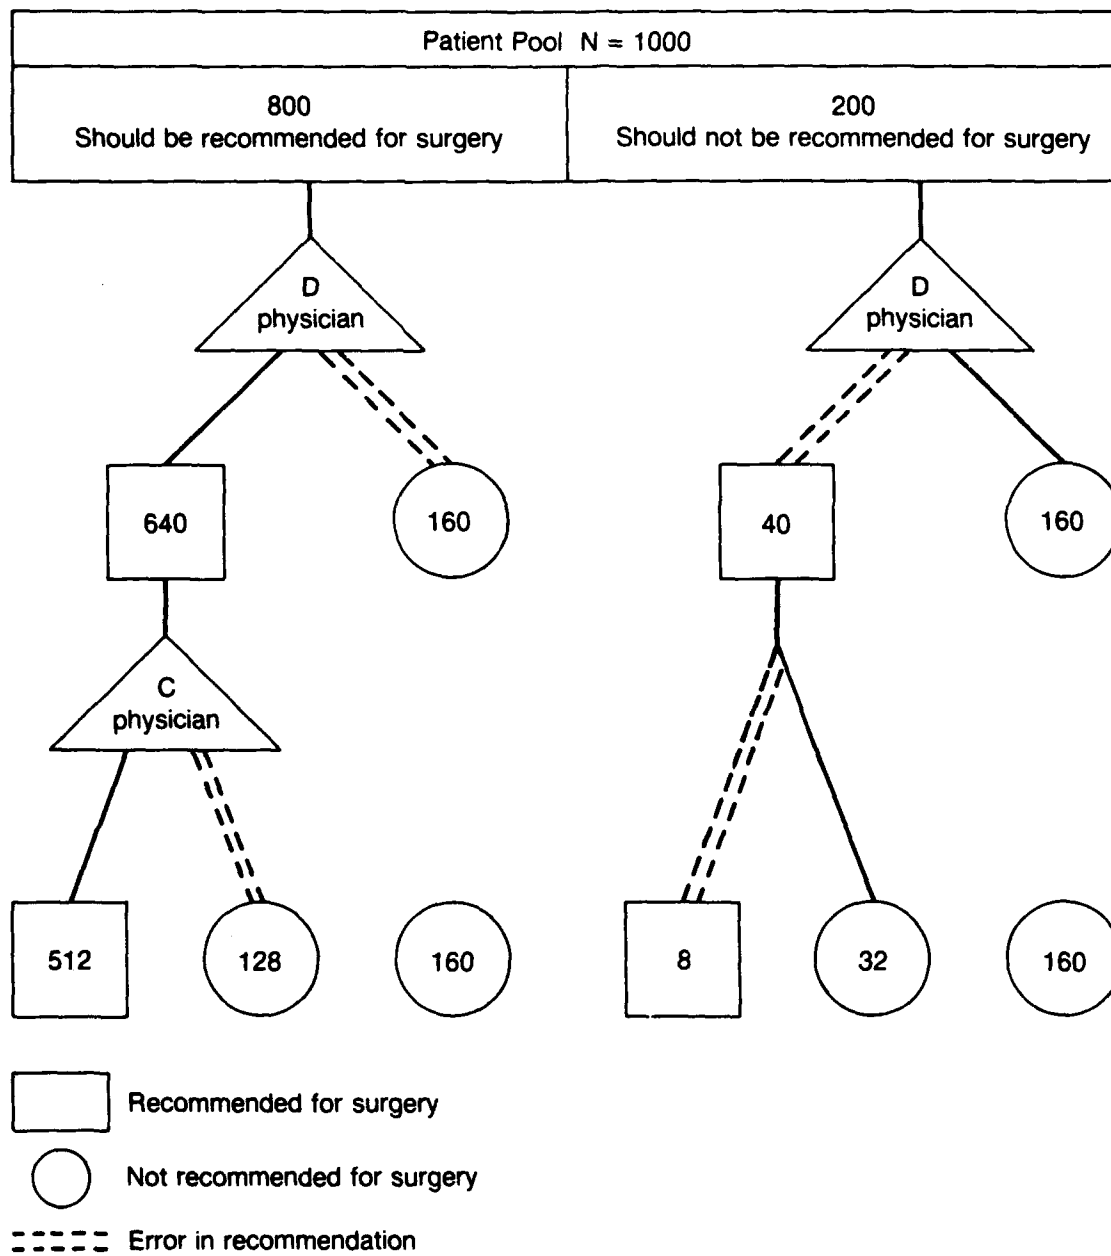 Patient Pool N = 1000
800
Should be recommended for surgery
200
Should not be recommended for surgery
D
physician
D
physician
640
160
40
160
C
physician
512
128
160
8
32
160
Recommended for surgery
Not recommended for surgery
Error in recommendation